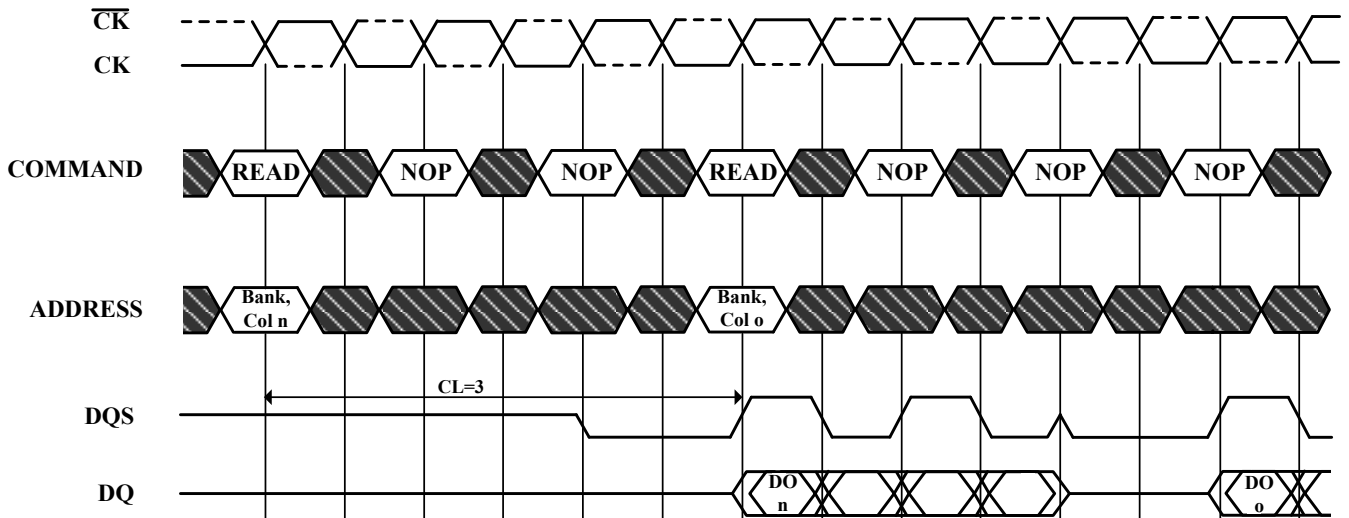 CK
CK
COMMAND READ NOP NOP READ NOP NOP NOP
ADDRESS Bank, Col n Bank, Col o
CL=3
DQS
DQ DO n DO o